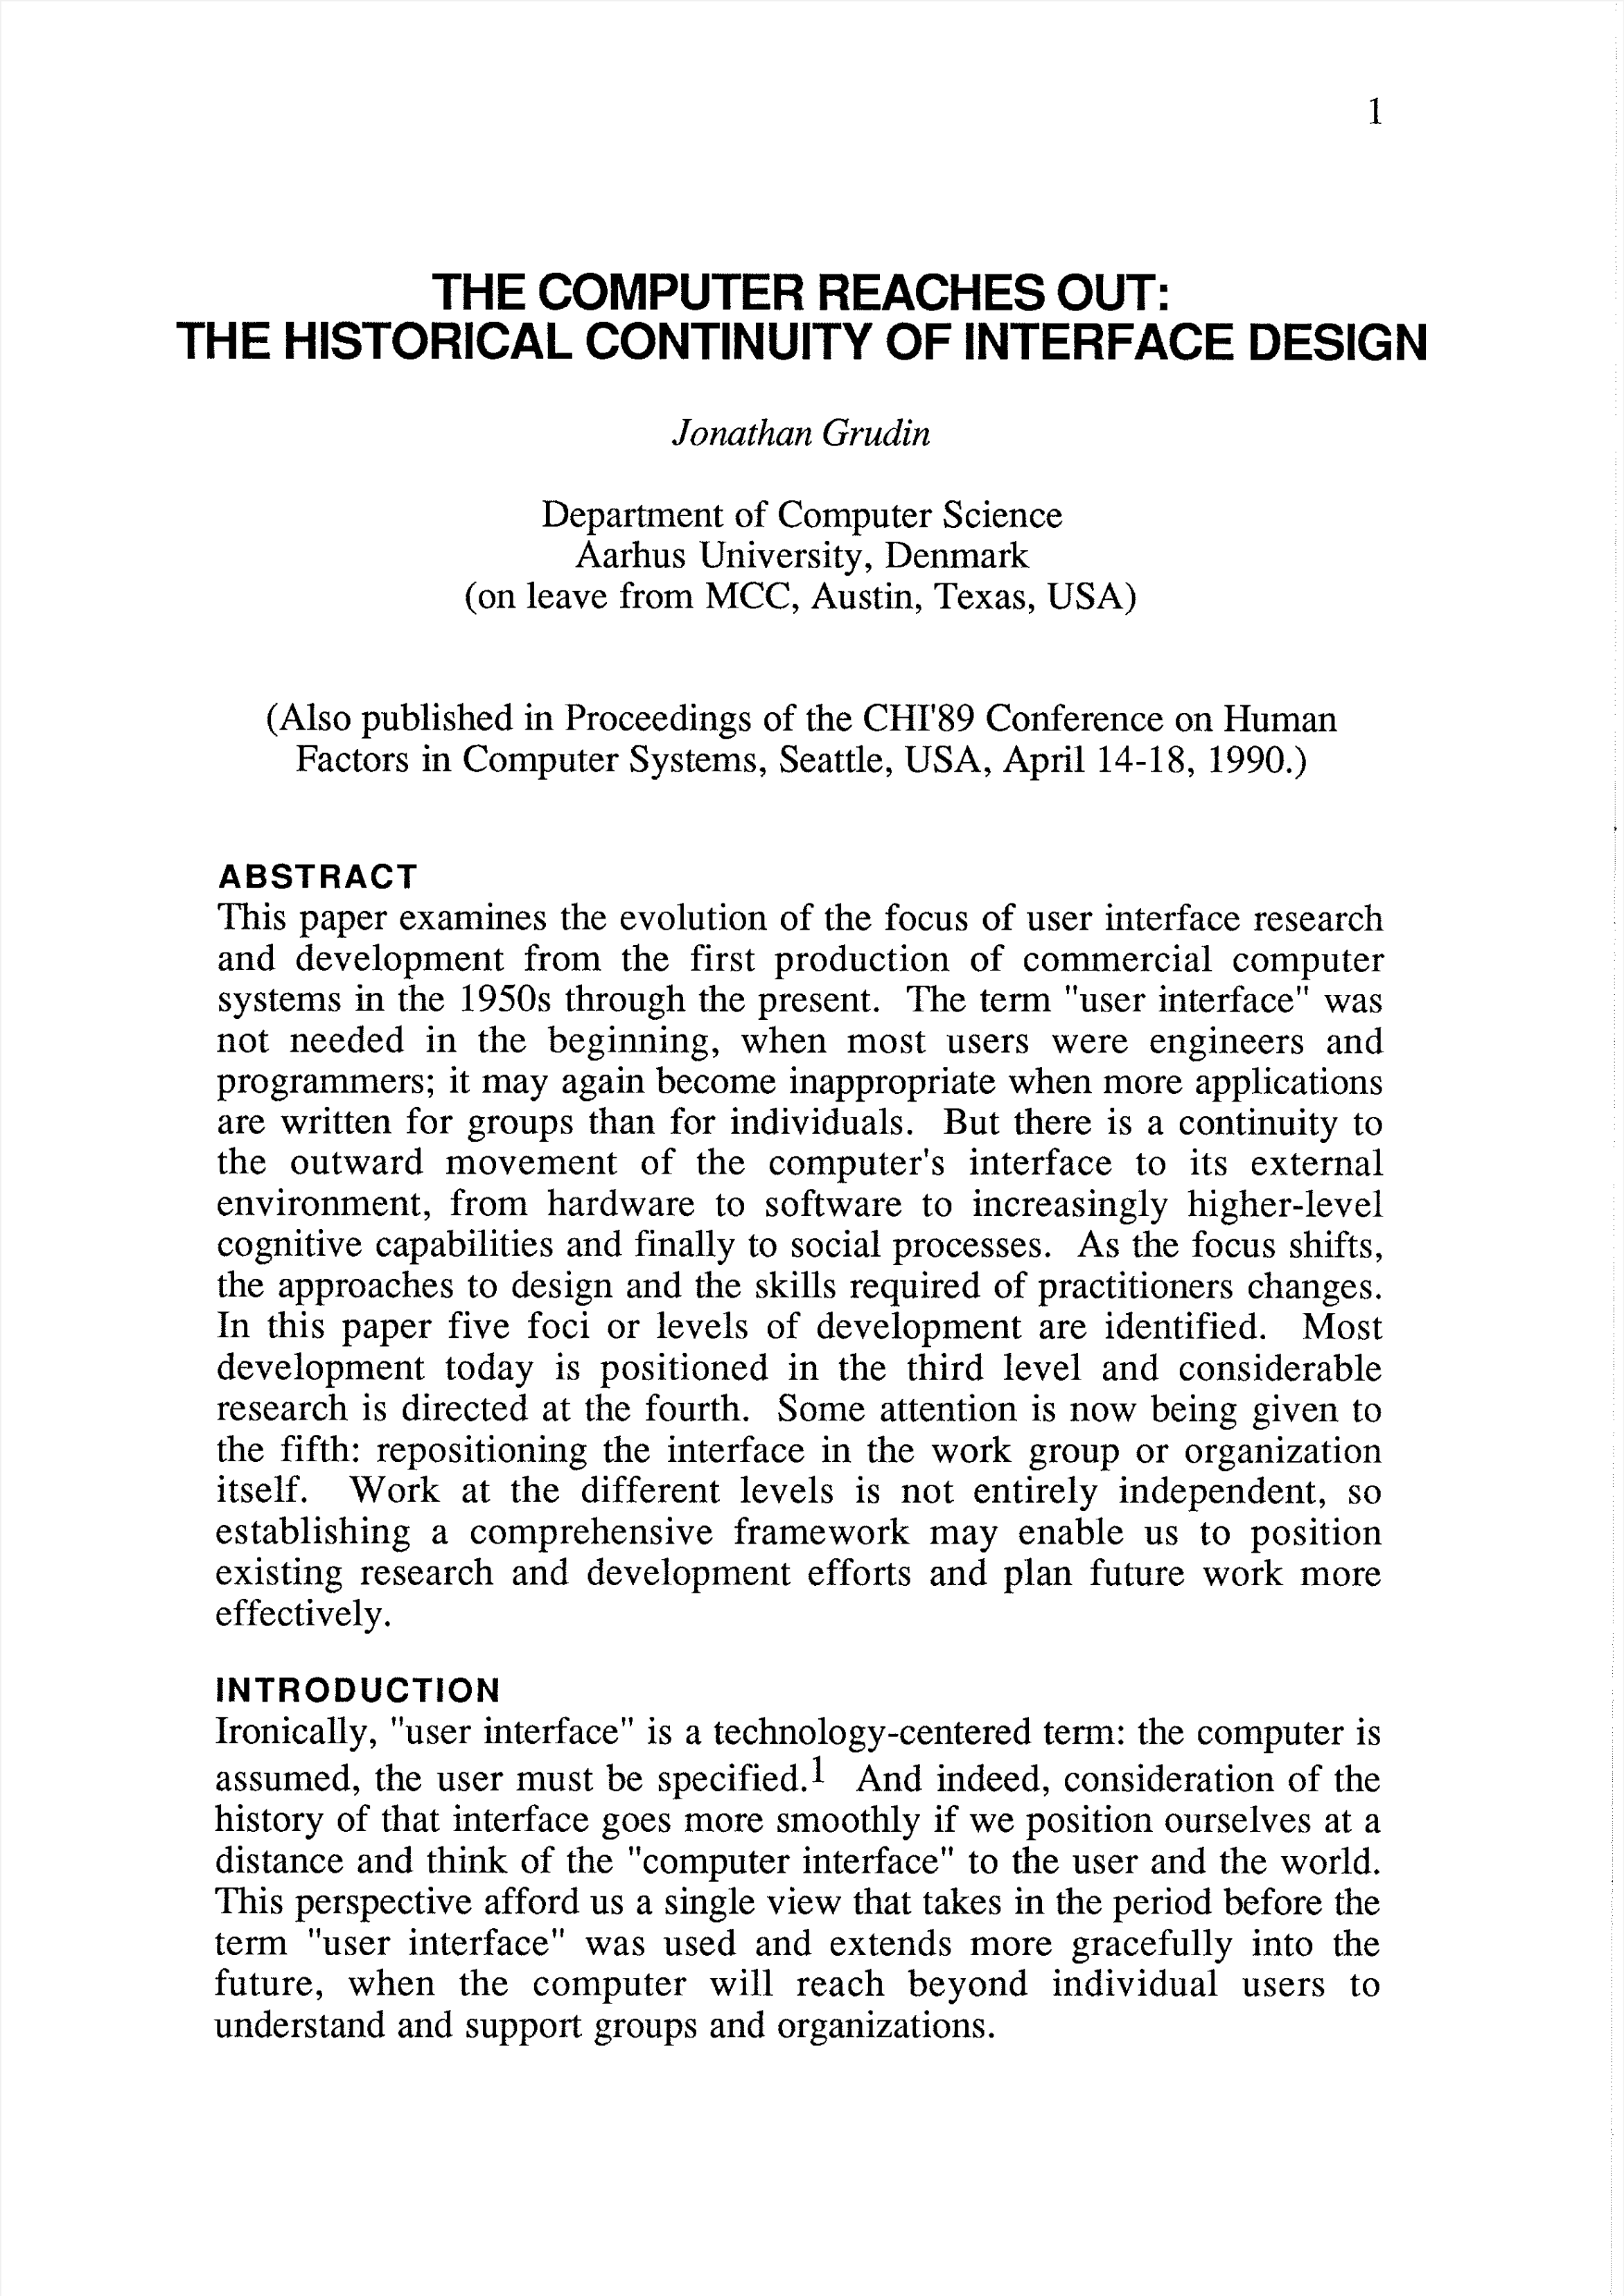 1
THE COMPUTER REACHES OUT:
THE HISTORICAL CONTINUITY OF INTERFACE DESIGN
Jonathan Grudin
Department of Computer Science
Aarhus University, Denmark
(on leave from MCC, Austin, Texas, USA)
(Also published in Proceedings of the CHI'89 Conference on Human
Factors in Computer Systems, Seattle, USA, April 14-18, 1990.)
ABSTRACT
This paper examines the evolution of the focus of user interface research
and development from the first production of commercial computer
systems in the 1950s through the present. The term "user interface" was
not needed in the beginning, when most users were engineers and
programmers; it may again become inappropriate when more applications
are written for groups than for individuals. But there is a continuity to
the outward movement of the computer's interface to its external
environment, from hardware to software to increasingly higher-level
cognitive capabilities and finally to social processes. As the focus shifts,
the approaches to design and the skills required of practitioners changes.
In this paper five foci or levels of development are identified. Most
development today is positioned in the third level and considerable
research is directed at the fourth. Some attention is now being given to
the fifth: repositioning the interface in the work group or organization
itself. Work at the different levels is not entirely independent, so
establishing a comprehensive framework may enable us to position
existing research and development efforts and plan future work more
effectively.
INTRODUCTION
Ironically, "user interface" is a technology-centered term: the computer is
assumed, the user must be specified.1 And indeed, consideration of the
history of that interface goes more smoothly if we position ourselves at a
distance and think of the "computer interface" to the user and the world.
This perspective afford us a single view that takes in the period before the
term "user interface" was used and extends more gracefully into the
future, when the computer will reach beyond individual users to
understand and support groups and organizations.